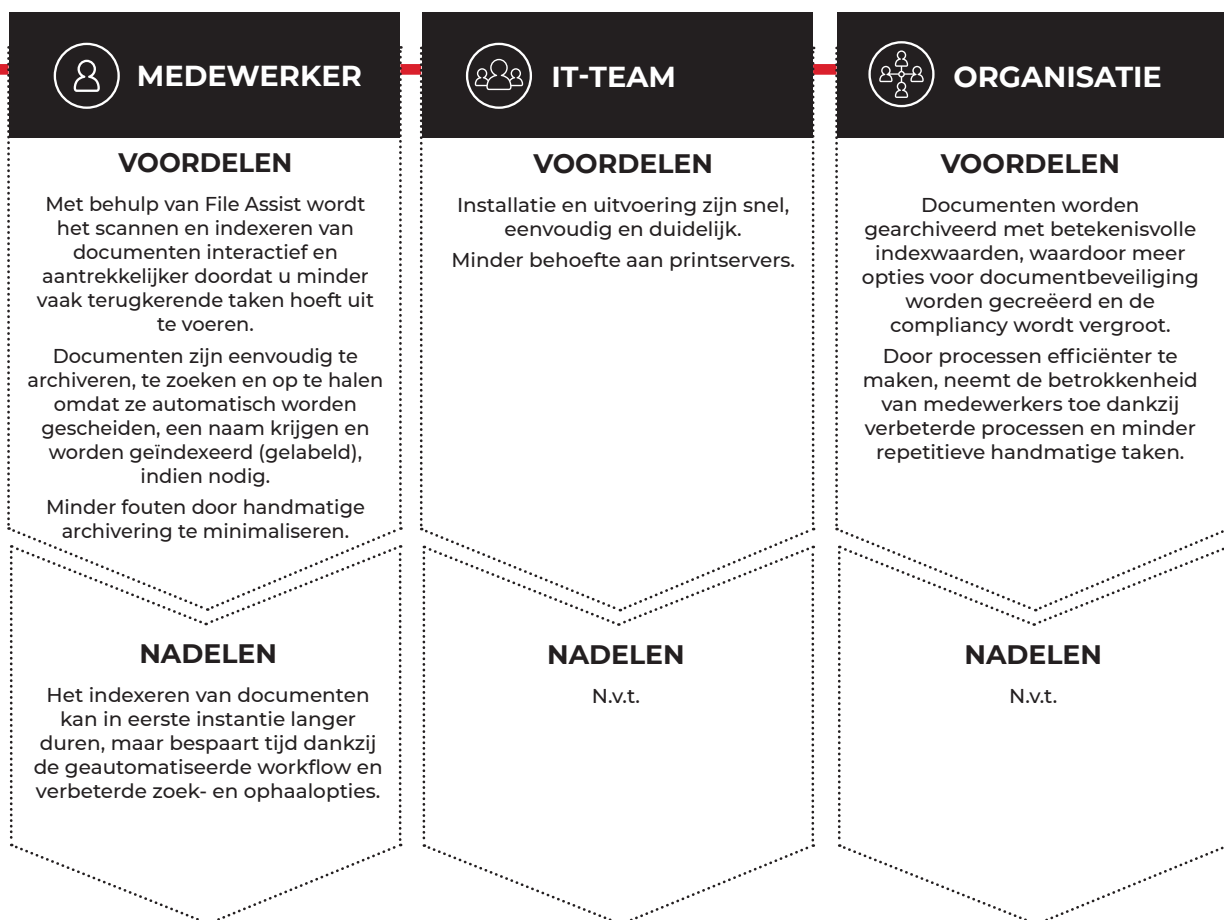 MEDEWERKER
VOORDELEN
Met behulp van File Assist wordt
het scannen en indexeren van
documenten interactief en
aantrekkelijker doordat u minder
vaak terugkerende taken hoeft uit
te voeren.
Documenten zijn eenvoudig te
archiveren, te zoeken en op te halen
omdat ze automatisch worden
gescheiden, een naam krijgen en
worden geïndexeerd (gelabeld),
indien nodig.
Minder fouten door handmatige
archivering te minimaliseren.
NADELEN
Het indexeren van documenten
kan in eerste instantie langer
duren, maar bespaart tijd dankzij
de geautomatiseerde workflow en
verbeterde zoek- en ophaalopties.
IT-TEAM
VOORDELEN
Installatie en uitvoering zijn snel,
eenvoudig en duidelijk.
Minder behoefte aan printservers.
NADELEN
N.v.t.
ORGANISATIE
VOORDELEN
Documenten worden
gearchiveerd met betekenisvolle
indexwaarden, waardoor meer
opties voor documentbeveiliging
worden gecreëerd en de
compliancy wordt vergroot.
Door processen efficiënter te
maken, neemt de betrokkenheid
van medewerkers toe dankzij
verbeterde processen en minder
repetitieve handmatige taken.
NADELEN
N.v.t.